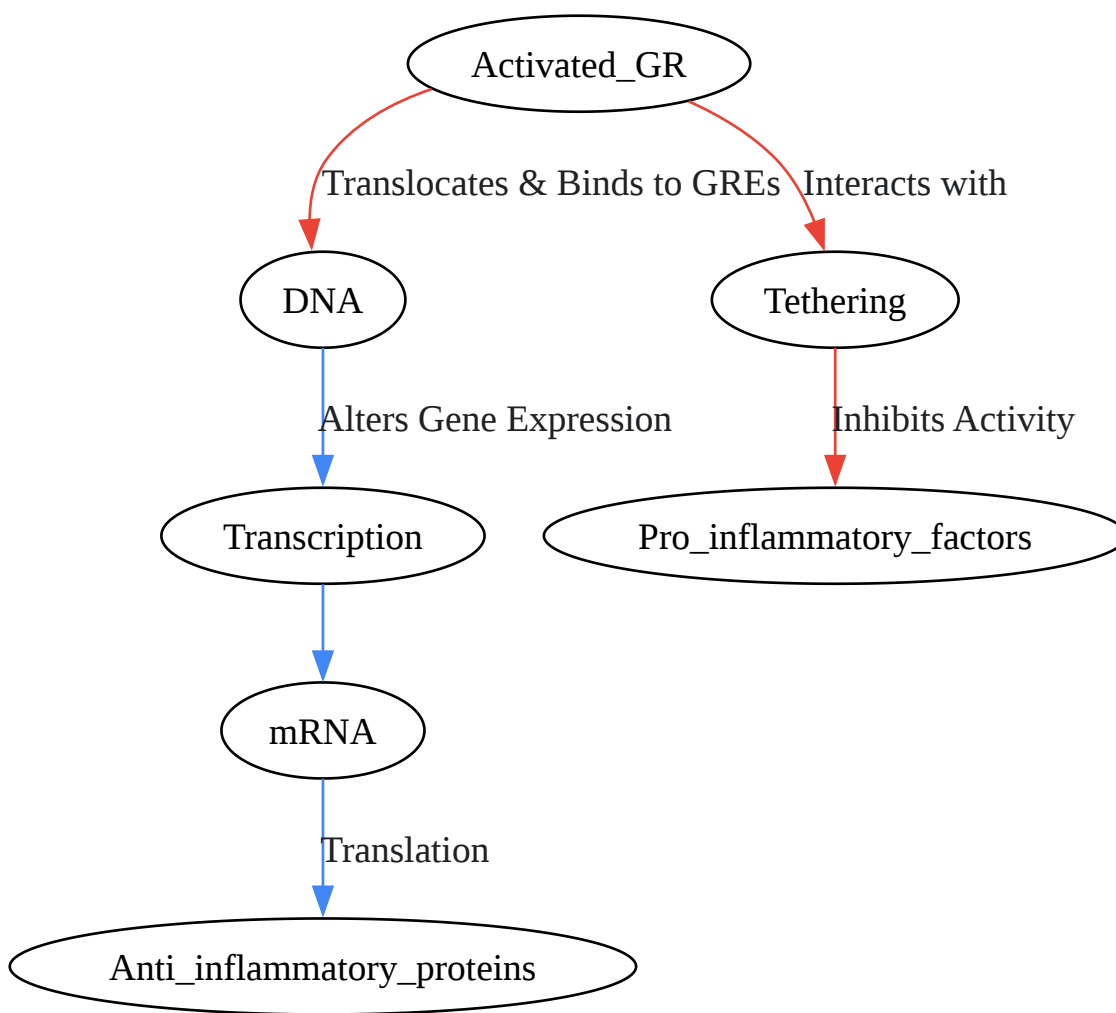 Activated_GR
Translocates & Binds to GREs
Interacts with
DNA
Tethering
Alters Gene Expression
Inhibits Activity
Transcription
Pro_inflammatory_factors
mRNA
Translation
Anti_inflammatory_proteins